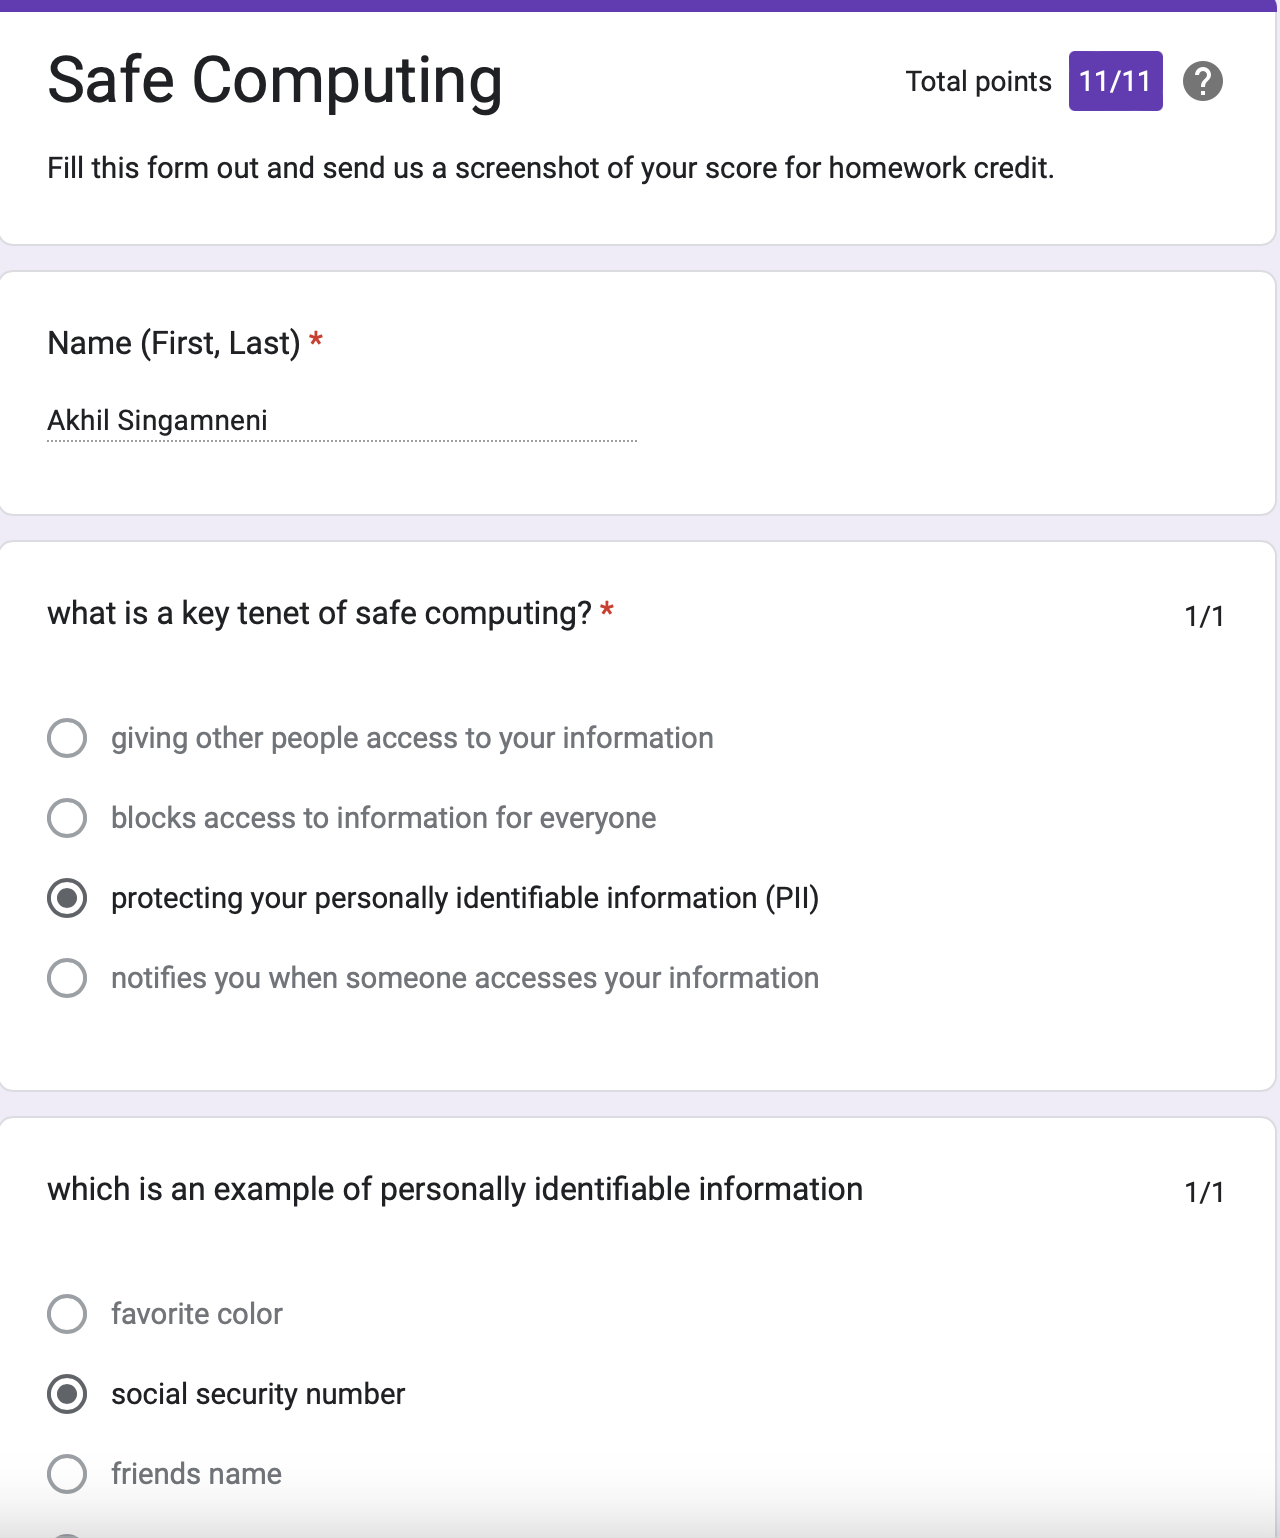 Safe Computing
Total points 11/11 ?
Fill this form out and send us a screenshot of your score for homework credit.
Name (First, Last) *
Akhil Singamneni
what is a key tenet of safe computing? * 1/1
giving other people access to your information
blocks access to information for everyone
protecting your personally identifiable information (PII)
notifies you when someone accesses your information
which is an example of personally identifiable information 1/1
favorite color
social security number
friends name